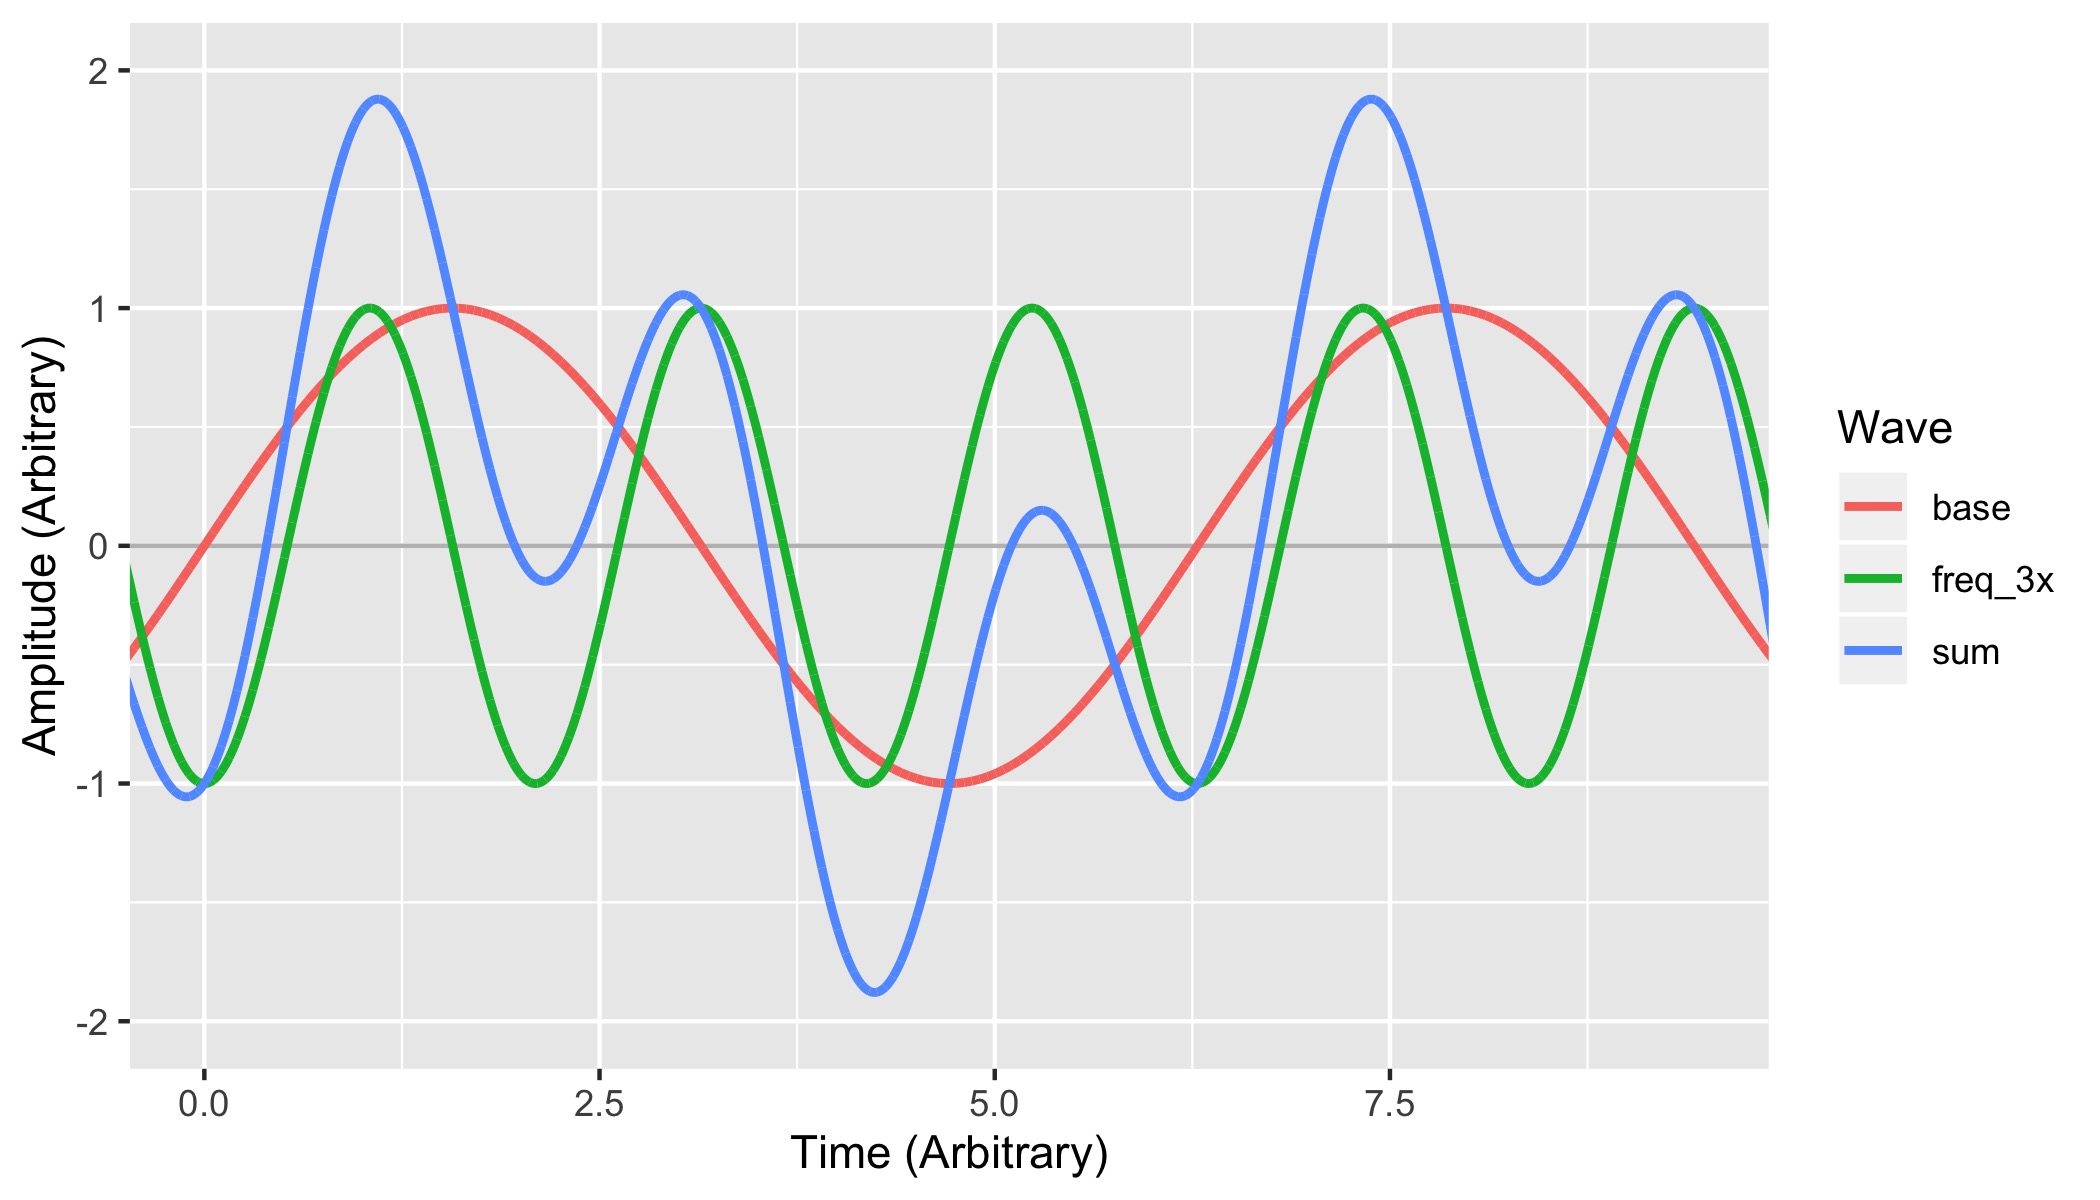 2
1
0
-1
-2
Amplitude (Arbitrary)
0.0 2.5 5.0 7.5
Time (Arbitrary)
Wave
base
freq_3x
sum